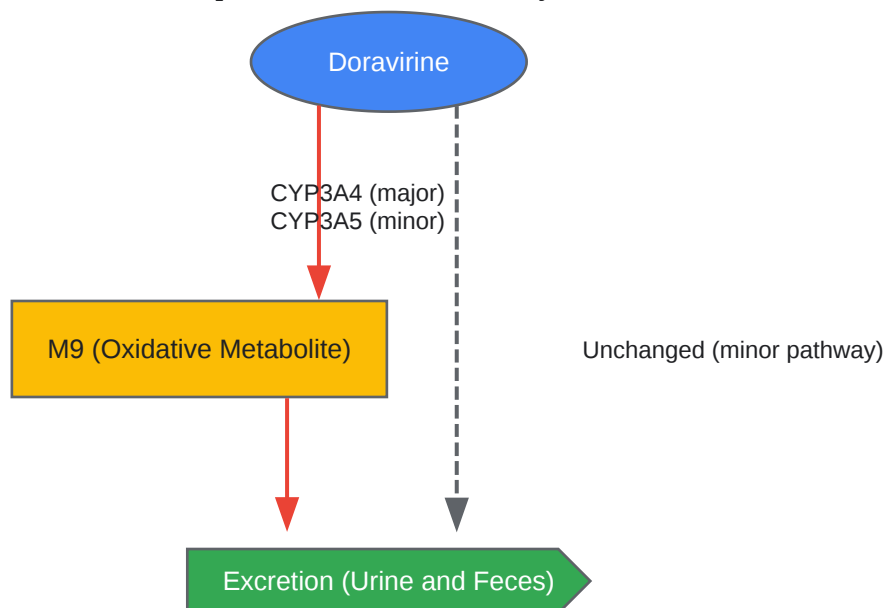 Doravirine
CYP3A4 (major)
CYP3A5 (minor)
M9 (Oxidative Metabolite)
Unchanged (minor pathway)
Excretion (Urine and Feces)